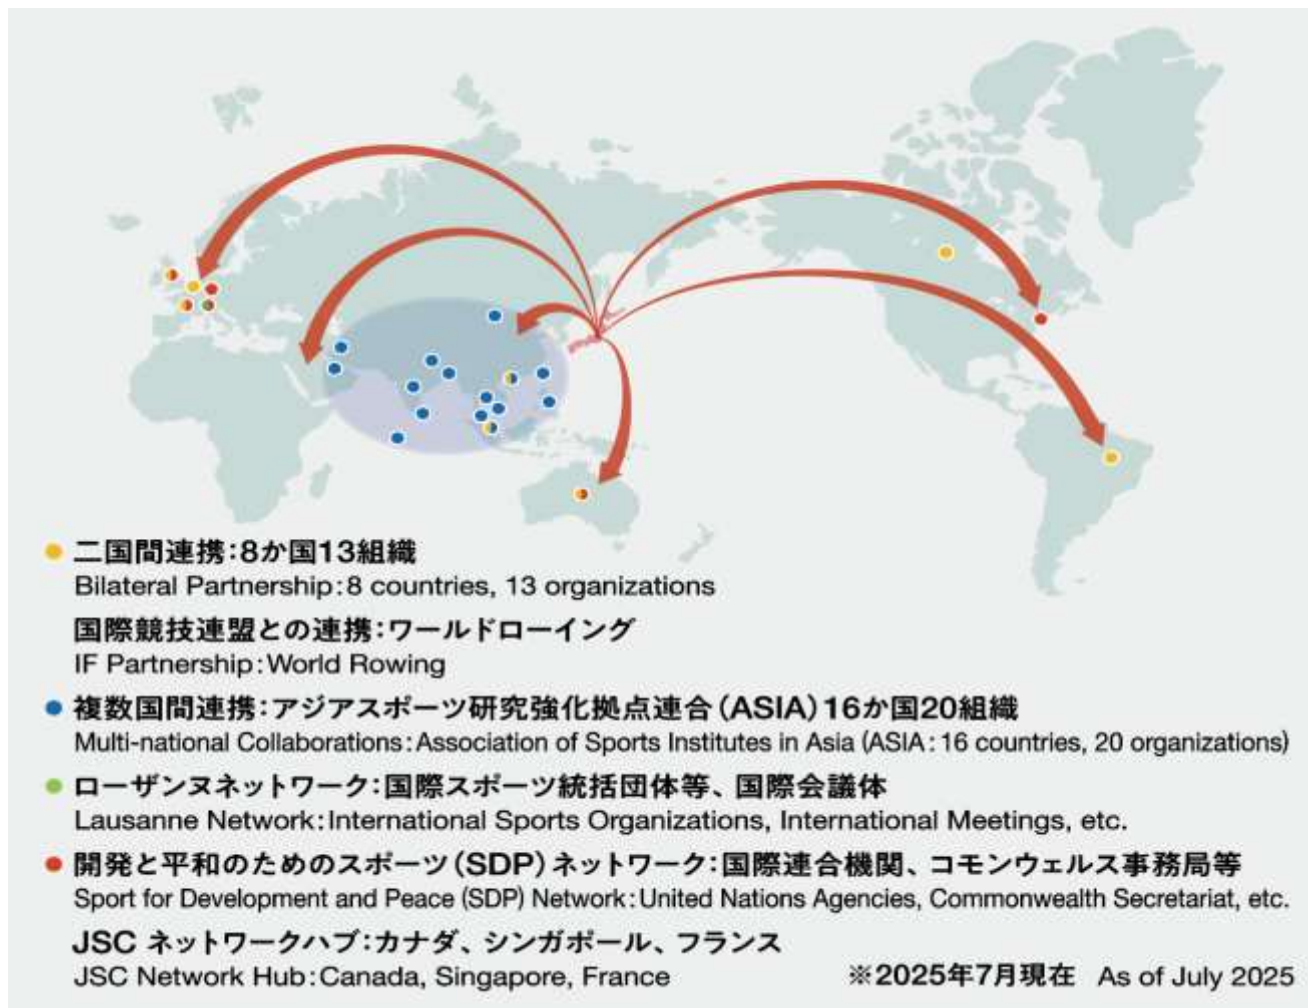 二国間連携:8か国13組織
Bilateral Partnership:8 countries, 13 organizations
国際競技連盟との連携:ワールドローイング
IF Partnership:World Rowing
複数国間連携:アジアスポーツ研究強化拠点連合(ASIA)16か国20組織
Multi-national Collaborations:Association of Sports Institutes in Asia (ASIA:16 countries, 20 organizations)
ローザンヌネットワーク:国際スポーツ統括団体等、国際会議体
Lausanne Network:International Sports Organizations, International Meetings, etc.
開発と平和のためのスポーツ(SDP)ネットワーク:国際連合機関、コモンウェルス事務局等
Sport for Development and Peace (SDP) Network:United Nations Agencies, Commonwealth Secretariat, etc.
JSC ネットワークハブ:カナダ、シンガポール、フランス
JSC Network Hub:Canada, Singapore, France
※2025年7月現在 As of July 2025